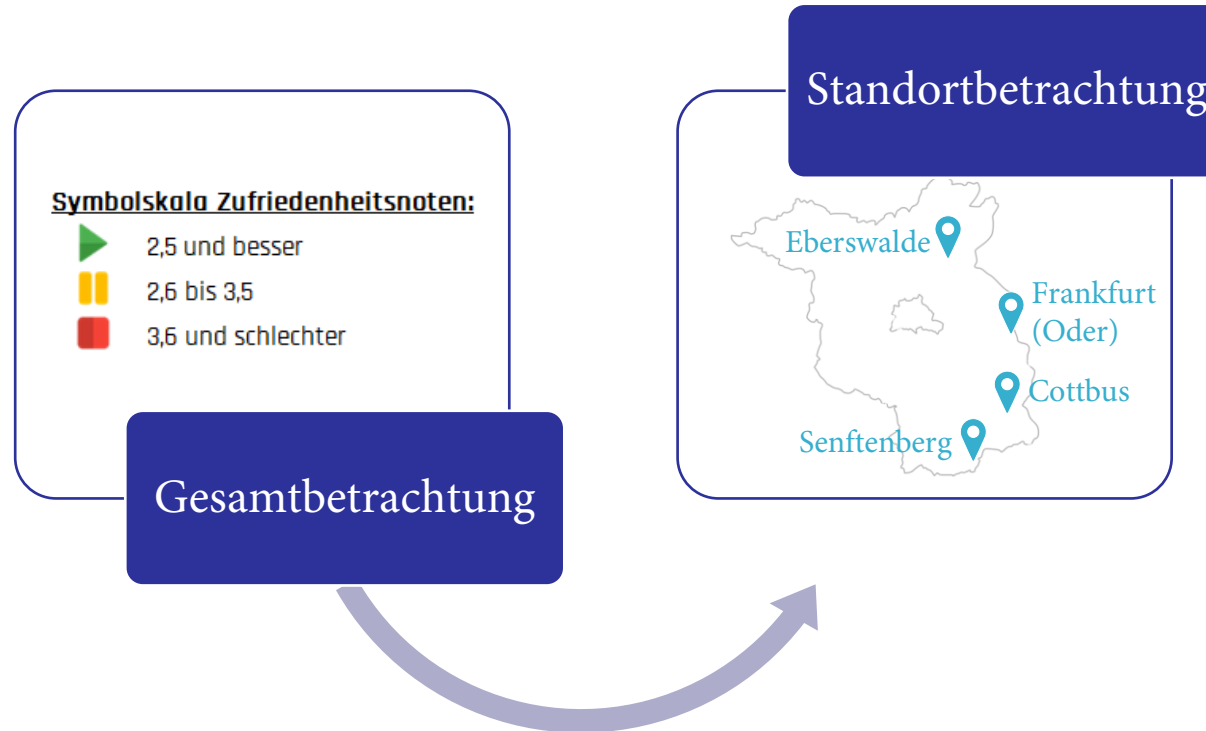 Symbolskala Zufriedenheitsnoten:
2,5 und besser
2,6 bis 3,5
3,6 und schlechter
Gesamtbetrachtung
Standortbetrachtung
Eberswalde
Frankfurt
(Oder)
Cottbus
Senftenberg